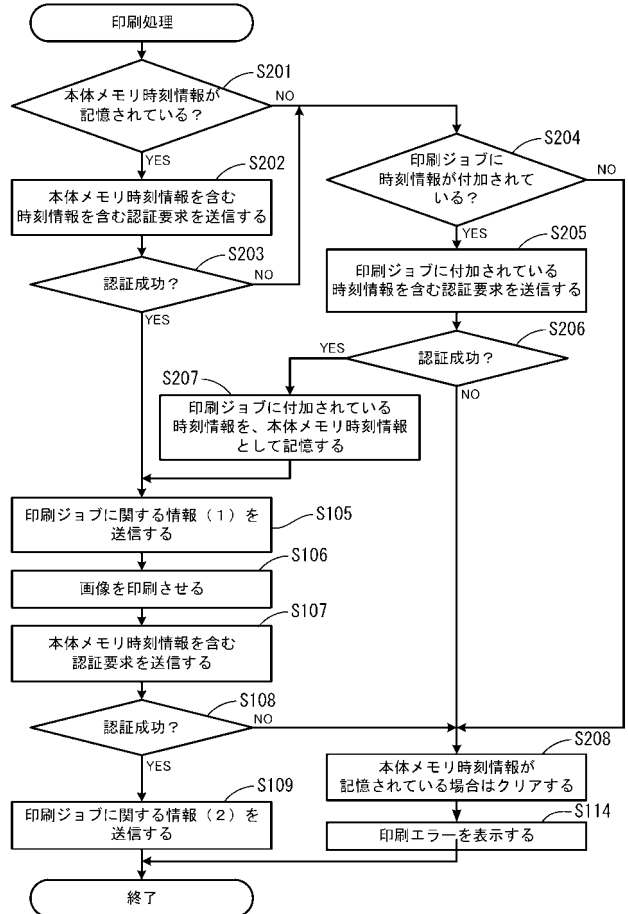 印刷処理
S201
本体メモリ時刻情報が
記憶されている？
NO
YES
S202
本体メモリ時刻情報を含む
時刻情報を含む認証要求を送信する
S203
認証成功？
NO
YES
S204
印刷ジョブに
時刻情報が付加されて
いる？
NO
YES
S205
印刷ジョブに付加されている
時刻情報を含む認証要求を送信する
S206
認証成功？
YES
NO
S207
印刷ジョブに付加されている
時刻情報を、本体メモリ時刻情報
として記憶する
S105
印刷ジョブに関する情報（１）を
送信する
S106
画像を印刷させる
S107
本体メモリ時刻情報を含む
認証要求を送信する
S108
認証成功？
NO
YES
S109
印刷ジョブに関する情報（２）を
送信する
S208
本体メモリ時刻情報が
記憶されている場合はクリアする
S114
印刷エラーを表示する
終了